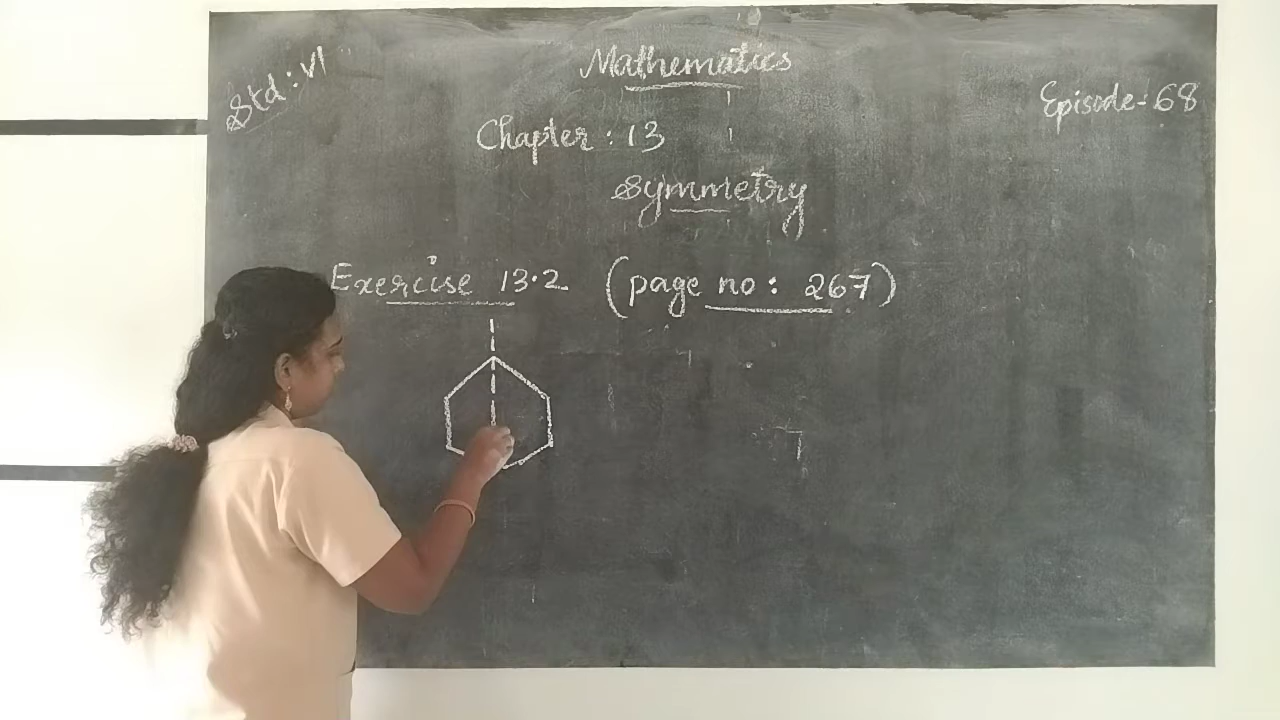 Std : VI
Mathematics
Episode - 68
Chapter : 13
Symmetry
Exercise 13.2 (page no : 267)